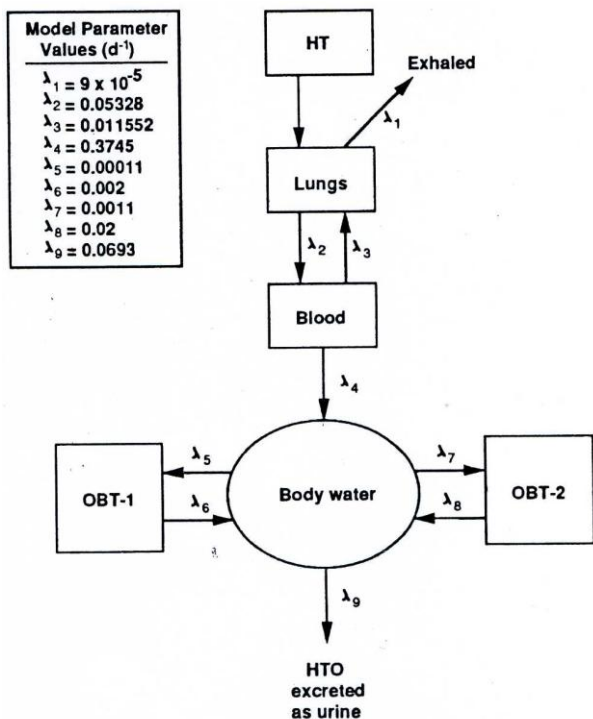 Model Parameter
Values (d⁻¹)
λ₁ = 9 x 10⁻⁵
λ₂ = 0.05328
λ₃ = 0.011552
λ₄ = 0.3745
λ₅ = 0.00011
λ₆ = 0.002
λ₇ = 0.0011
λ₈ = 0.02
λ₉ = 0.0693
HT
Exhaled
λ₁
Lungs
λ₂
λ₃
Blood
λ₄
λ₅
λ₇
OBT-1
Body water
OBT-2
λ₆
λ₈
λ₉
HTO
excreted
as urine